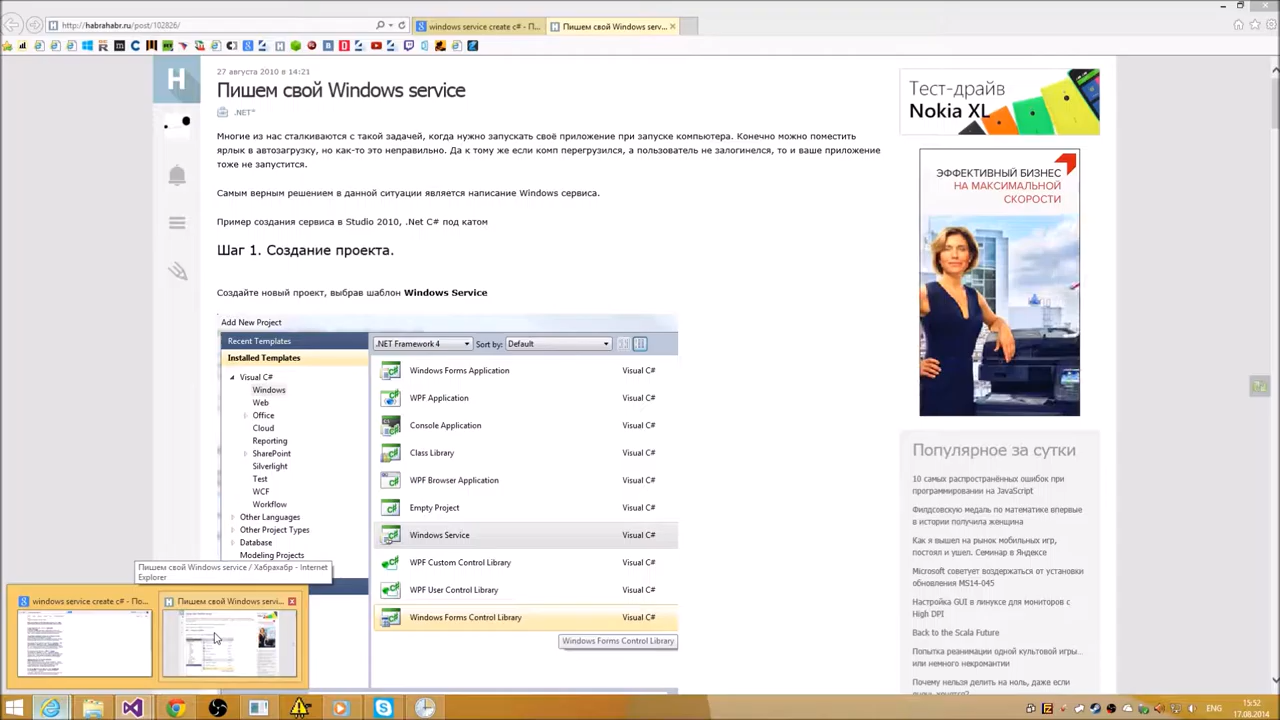 http://habrahabr.ru/post/102826/
windows service create c# - П...
Пишем свой Windows serv...
27 августа 2010 в 14:21
Пишем свой Windows service
.NET*
Многие из нас сталкиваются с такой задачей, когда нужно запускать своё приложение при запуске компьютера. Конечно можно поместить
ярлык в автозагрузку, но как-то это неправильно. Да к тому же если комп перегрузился, а пользователь не залогинелся, то и ваше приложение
тоже не запустится.
Самым верным решением в данной ситуации является написание Windows сервиса.
Пример создания сервиса в Studio 2010, .Net C# под катом
Шаг 1. Создание проекта.
Создайте новый проект, выбрав шаблон Windows Service
Add New Project
Recent Templates
.NET Framework 4
Sort by:
Default
Installed Templates
Visual C#
Windows
Web
Office
Cloud
Reporting
SharePoint
Silverlight
Test
WCF
Workflow
Other Languages
Other Project Types
Database
Modeling Projects
Windows Forms Application Visual C#
WPF Application Visual C#
Console Application Visual C#
Class Library Visual C#
WPF Browser Application Visual C#
Empty Project Visual C#
Windows Service Visual C#
WPF Custom Control Library Visual C#
WPF User Control Library Visual C#
Windows Forms Control Library Visual C#
Windows Forms Control Library
Тест-драйв
Nokia XL
ЭФФЕКТИВНЫЙ БИЗНЕС
НА МАКСИМАЛЬНОЙ
СКОРОСТИ
Популярное за сутки
10 самых распространённых ошибок при
программировании на JavaScript
Филдсовскую медаль по математике впервые
в истории получила женщина
Как я вышел на рынок мобильных игр,
постоял и ушел. Семинар в Яндексе
Microsoft советует воздержаться от установки
обновления MS14-045
Настройка GUI в линуксе для мониторов с
High DPI
Back to the Scala Future
Попытка реанимации одной культовой игры...
или немного некромантии
Почему нельзя делить на ноль, даже если
Пишем свой Windows service / Хабрахабр - Internet
Explorer
windows service create c# - По...
Пишем свой Windows servi...
ENG
15:52
17.08.2014